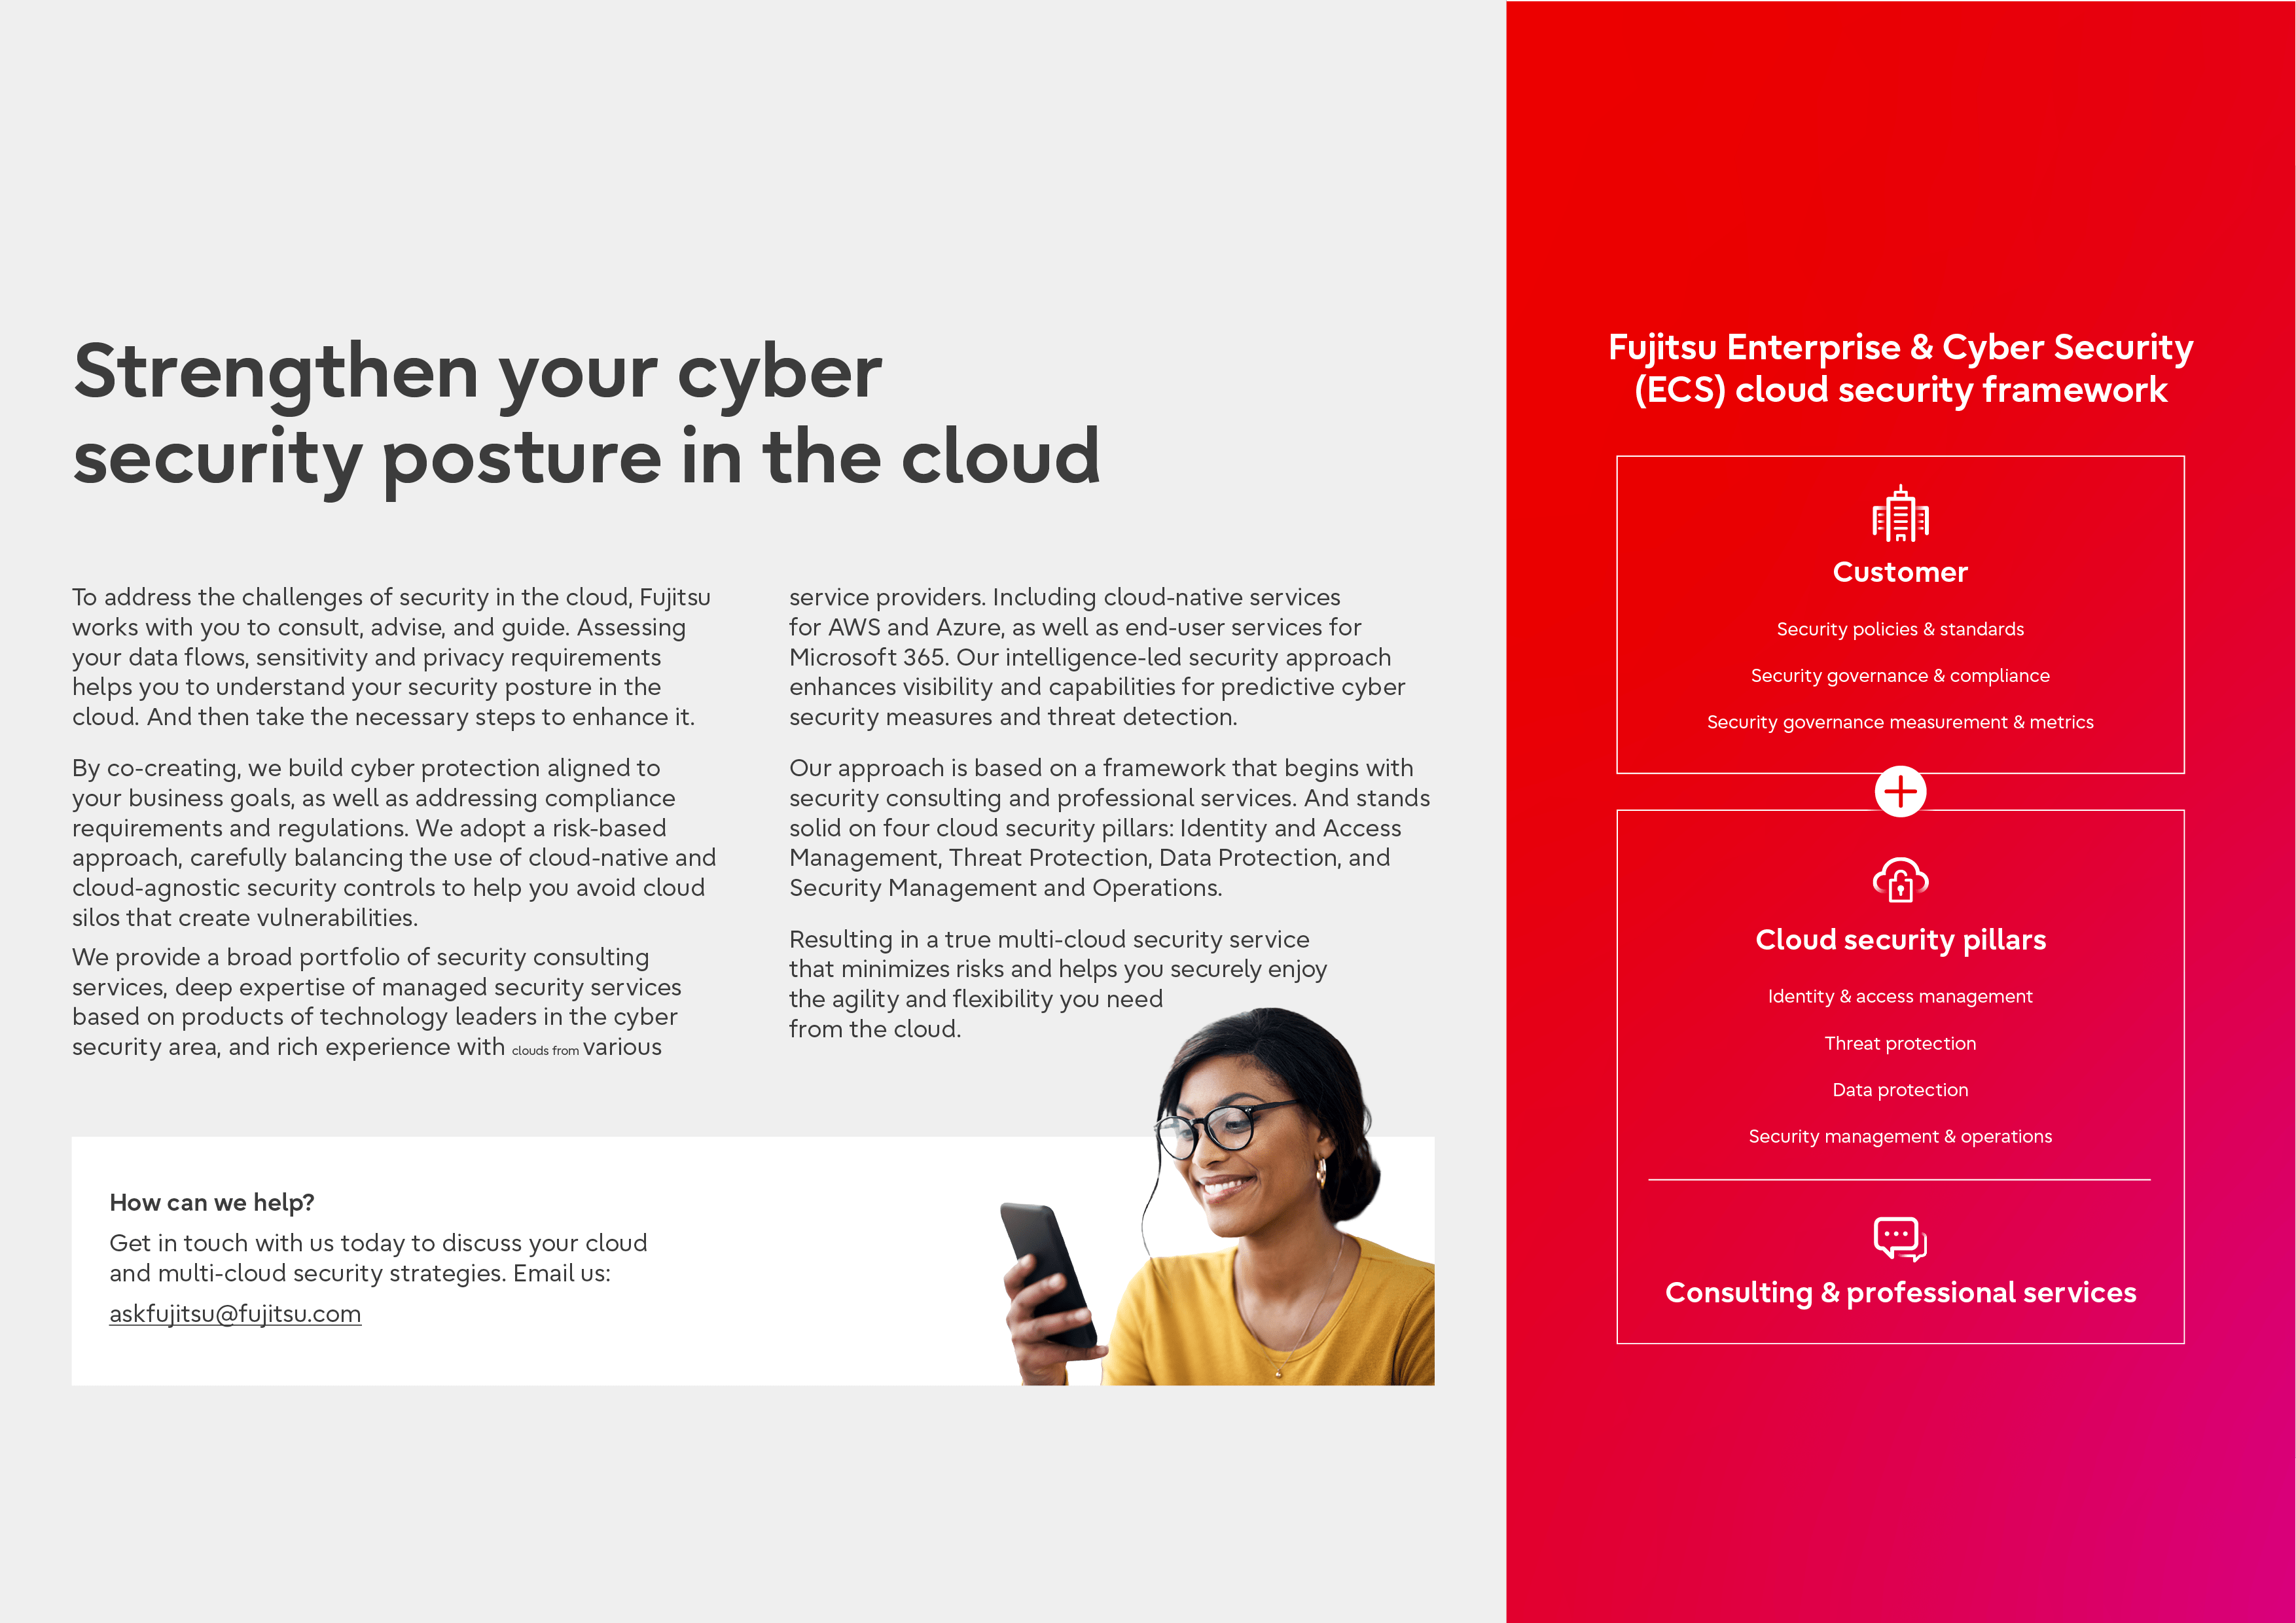 Strengthen your cyber
security posture in the cloud
To address the challenges of security in the cloud, Fujitsu
works with you to consult, advise, and guide. Assessing
your data flows, sensitivity and privacy requirements
helps you to understand your security posture in the
cloud. And then take the necessary steps to enhance it.
By co-creating, we build cyber protection aligned to
your business goals, as well as addressing compliance
requirements and regulations. We adopt a risk-based
approach, carefully balancing the use of cloud-native and
cloud-agnostic security controls to help you avoid cloud
silos that create vulnerabilities.
We provide a broad portfolio of security consulting
services, deep expertise of managed security services
based on products of technology leaders in the cyber
security area, and rich experience with clouds from various
service providers. Including cloud-native services
for AWS and Azure, as well as end-user services for
Microsoft 365. Our intelligence-led security approach
enhances visibility and capabilities for predictive cyber
security measures and threat detection.
Our approach is based on a framework that begins with
security consulting and professional services. And stands
solid on four cloud security pillars: Identity and Access
Management, Threat Protection, Data Protection, and
Security Management and Operations.
Resulting in a true multi-cloud security service
that minimizes risks and helps you securely enjoy
the agility and flexibility you need
from the cloud.
How can we help?
Get in touch with us today to discuss your cloud
and multi-cloud security strategies. Email us:
askfujitsu@fujitsu.com
Fujitsu Enterprise & Cyber Security
(ECS) cloud security framework
Customer
Security policies & standards
Security governance & compliance
Security governance measurement & metrics
Cloud security pillars
Identity & access management
Threat protection
Data protection
Security management & operations
Consulting & professional services